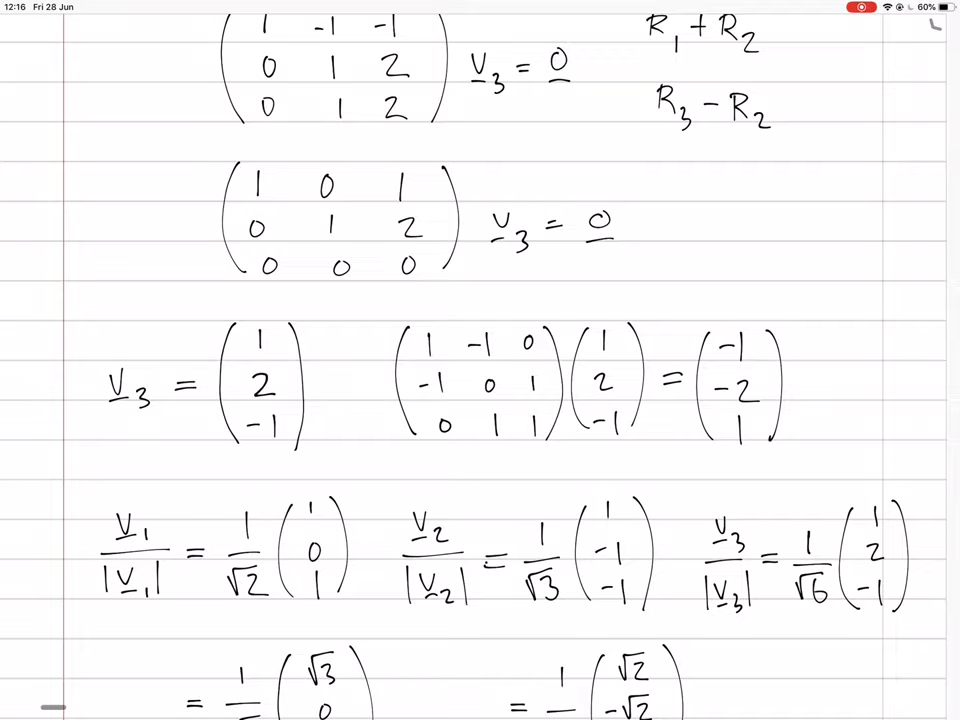 12:16 Fri 28 Jun 60%
( 1 -1 -1 ) R₁ + R₂
( 0 1 2 ) v₃ = 0
( 0 1 2 ) R₃ - R₂
( 1 0 1 )
( 0 1 2 ) v₃ = 0
( 0 0 0 )
v₃ = ( 1 2 -1 ) ( 1 -1 0 / -1 0 1 / 0 1 1 ) ( 1 2 -1 ) = ( -1 -2 1 )
v₁/|v₁| = 1/√2 ( 1 0 1 ) v₂/|v₂| = 1/√3 ( 1 -1 -1 ) v₃/|v₃| = 1/√6 ( 1 2 -1 )
= 1 ( √3 0 = 1 ( √2 -√2